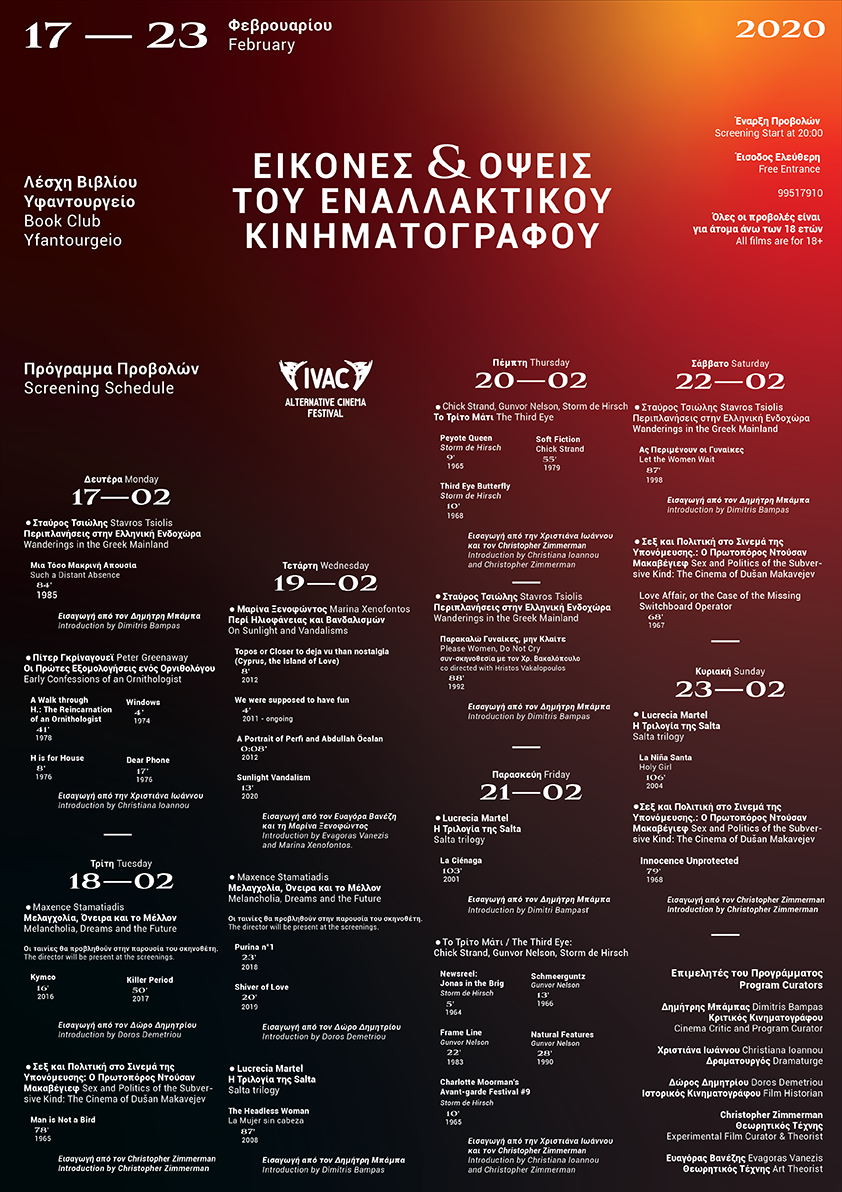 17 — 23
Φεβρουαρίου
February
2020
Έναρξη Προβολών
Screening Start at 20:00
Έισοδος Ελεύθερη
Free Entrance
99517910
Όλες οι προβολές είναι
για άτομα άνω των 18 ετών
All films are for 18+
Λέσχη Βιβλίου
Υφαντουργείο
Book Club
Yfantourgeio
ΕΙΚΟΝΕΣ & ΟΨΕΙΣ
ΤΟΥ ΕΝΑΛΛΑΚΤΙΚΟΥ
ΚΙΝΗΜΑΤΟΓΡΑΦΟΥ
Πρόγραμμα Προβολών
Screening Schedule
IVAC
ALTERNATIVE CINEMA
FESTIVAL
Δευτέρα Monday
17—02
• Σταύρος Τσιώλης Stavros Tsiolis
Περιπλανήσεις στην Ελληνική Ενδοχώρα
Wanderings in the Greek Mainland
Μια Τόσο Μακρινή Απουσία
Such a Distant Absence
84'
1985
Εισαγωγή από τον Δημήτρη Μπάμπα
Introduction by Dimitris Bampas
• Πίτερ Γκρίναγουεϊ Peter Greenaway
Οι Πρώτες Εξομολογήσεις ενός Ορνιθολόγου
Early Confessions of an Ornithologist
A Walk through
H.: The Reincarnation
of an Ornithologist
41'
1978
Windows
4'
1974
H is for House
8'
1976
Dear Phone
17'
1976
Εισαγωγή από την Χριστιάνα Ιωάννου
introduction by Christiana Ioannou
Τρίτη Tuesday
18—02
• Maxence Stamatiadis
Μελαγχολία, Όνειρα και το Μέλλον
Melancholia, Dreams and the Future
Οι ταινίες θα προβληθούν στην παρουσία του σκηνοθέτη.
The director will be present at the screenings.
Kymco
16'
2016
Killer Period
50'
2017
Εισαγωγή από τον Δώρο Δημητρίου
Introduction by Doros Demetriou
• Σεξ και Πολιτική στο Σινεμά της
Υπονόμευσης: Ο Πρωτοπόρος Ντούσαν
Μακαβέγιεφ Sex and Politics of the Subver-
sive Kind: The Cinema of Dušan Makavejev
Man is Not a Bird
78'
1965
Εισαγωγή από τον Christopher Zimmerman
Introduction by Christopher Zimmerman
Τετάρτη Wednesday
19—02
• Μαρίνα Ξενοφώντος Marina Xenofontos
Περί Ηλιοφάνειας και Βανδαλισμών
On Sunlight and Vandalisms
Topos or Closer to deja vu than nostalgia
(Cyprus, the Island of Love)
8'
2012
We were supposed to have fun
4'
2011 - ongoing
A Portrait of Perfi and Abdullah Öcalan
0:08'
2012
Sunlight Vandalism
13'
2020
Εισαγωγή από τον Ευαγόρα Βανέζη
και τη Μαρίνα Ξενοφώντος
Introduction by Evagoras Vanezis
and Marina Xenofontos.
• Maxence Stamatiadis
Μελαγχολία, Όνειρα και το Μέλλον
Melancholia, Dreams and the Future
Οι ταινίες θα προβληθούν στην παρουσία του σκηνοθέτη.
The director will be present at the screenings.
Purina n°1
23'
2018
Shiver of Love
20'
2019
Εισαγωγή από τον Δώρο Δημητρίου
Introduction by Doros Demetriou
• Lucrecia Martel
Η Τριλογία της Salta
Salta trilogy
The Headless Woman
La Mujer sin cabeza
87'
2008
Εισαγωγή από τον Δημήτρη Μπάμπα
Introduction by Dimitris Bampas
Πέμπτη Thursday
20—02
• Chick Strand, Gunvor Nelson, Storm de Hirsch
Το Τρίτο Μάτι The Third Eye
Peyote Queen
Storm de Hirsch
9'
1965
Soft Fiction
Chick Strand
55'
1979
Third Eye Butterfly
Storm de Hirsch
10'
1968
Εισαγωγή από την Χριστιάνα Ιωάννου
και τον Christopher Zimmerman
Introduction by Christiana Ioannou
and Christopher Zimmerman
• Σταύρος Τσιώλης Stavros Tsiolis
Περιπλανήσεις στην Ελληνική Ενδοχώρα
Wanderings in the Greek Mainland
Παρακαλώ Γυναίκες, μην Κλαίτε
Please Women, Do Not Cry
συν-σκηνοθεσία με τον Χρ. Βακαλόπουλο
co directed with Hristos Vakalopoulos
88'
1992
Εισαγωγή από τον Δημήτρη Μπάμπα
Introduction by Dimitris Bampas
Παρασκεύη Friday
21—02
• Lucrecia Martel
Η Τριλογία της Salta
Salta trilogy
La Ciénaga
103'
2001
Εισαγωγή από τον Δημήτρη Μπάμπα
Introduction by Dimitri Bampast
• Το Τρίτο Μάτι / The Third Eye:
Chick Strand, Gunvor Nelson, Storm de Hirsch
Newsreel:
Jonas in the Brig
Storm de Hirsch
5'
1964
Schmeerguntz
Gunvor Nelson
13'
1966
Frame Line
Gunvor Nelson
22'
1983
Natural Features
Gunvor Nelson
28'
1990
Charlotte Moorman's
Avant-garde Festival #9
Storm de Hirsch
10'
1965
Εισαγωγή από την Χριστιάνα Ιωάννου
και τον Christopher Zimmerman
Introduction by Christiana Ioannou
and Christopher Zimmerman
Σάββατο Saturday
22—02
• Σταύρος Τσιώλης Stavros Tsiolis
Περιπλανήσεις στην Ελληνική Ενδοχώρα
Wanderings in the Greek Mainland
Ας Περιμένουν οι Γυναίκες
Let the Women Wait
87'
1998
Εισαγωγή από τον Δημήτρη Μπάμπα
Introduction by Dimitris Bampas
• Σεξ και Πολιτική στο Σινεμά της
Υπονόμευσης.: Ο Πρωτοπόρος Ντούσαν
Μακαβέγιεφ Sex and Politics of the Subver-
sive Kind: The Cinema of Dušan Makavejev
Love Affair, or the Case of the Missing
Switchboard Operator
68'
1967
Κυριακή Sunday
23—02
• Lucrecia Martel
Η Τριλογία της Salta
Salta trilogy
La Niña Santa
Holy Girl
106'
2004
•Σεξ και Πολιτική στο Σινεμά της
Υπονόμευσης.: Ο Πρωτοπόρος Ντούσαν
Μακαβέγιεφ Sex and Politics of the Subver-
sive Kind: The Cinema of Dušan Makavejev
Innocence Unprotected
79'
1968
Εισαγωγή από τον Christopher Zimmerman
Introduction by Christopher Zimmerman
Επιμελητές του Προγράμματος
Program Curators
Δημήτρης Μπάμπας Dimitris Bampas
Κριτικός Κινηματογράφου
Cinema Critic and Program Curator
Χριστιάνα Ιωάννου Christiana Ioannou
Δραματουργός Dramaturge
Δώρος Δημητρίου Doros Demetriou
Ιστορικός Κινηματογράφου Film Historian
Christopher Zimmerman
Θεωρητικός Τέχνης
Experimental Film Curator & Theorist
Ευαγόρας Βανέζης Evagoras Vanezis
Θεωρητικός Τέχνης Art Theorist